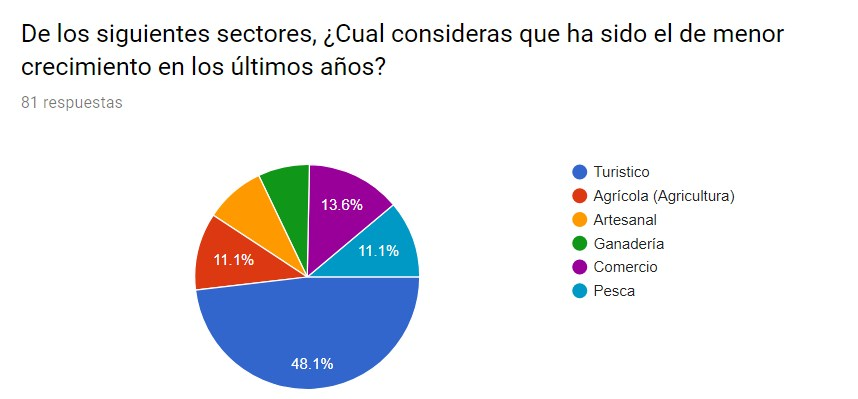 De los siguientes sectores, ¿Cual consideras que ha sido el de menor
crecimiento en los últimos años?
81 respuestas
13.6%
11.1%
11.1%
48.1%
Turistico
Agrícola (Agricultura)
Artesanal
Ganadería
Comercio
Pesca